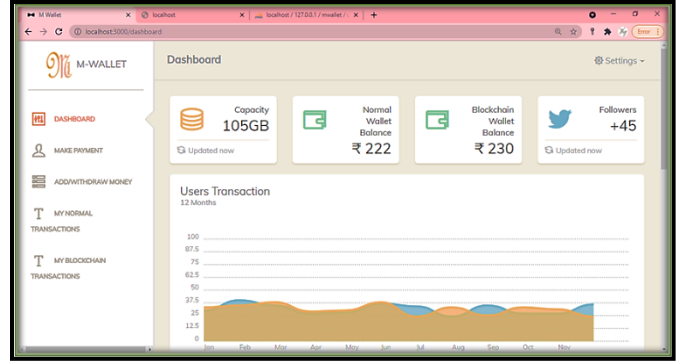 M Wallet
localhost
localhost / 127.0.0.1 / mwallet /
localhost:3000/dashboard
Error
M-WALLET
Dashboard
Settings
DASHBOARD
MAKE PAYMENT
ADD/WITHDRAW MONEY
MY NORMAL
TRANSACTIONS
MY BLOCKCHAIN
TRANSACTIONS
Capacity
105GB
Updated now
Normal
Wallet
Balance
₹ 222
Blockchain
Wallet
Balance
₹ 230
Followers
+45
Updated now
Users Transaction
12 Months
100
87.5
75
62.5
50
37.5
25
12.5
0
Jan Feb Mar Apr May Jun Jul Aug Sep Oct Nov